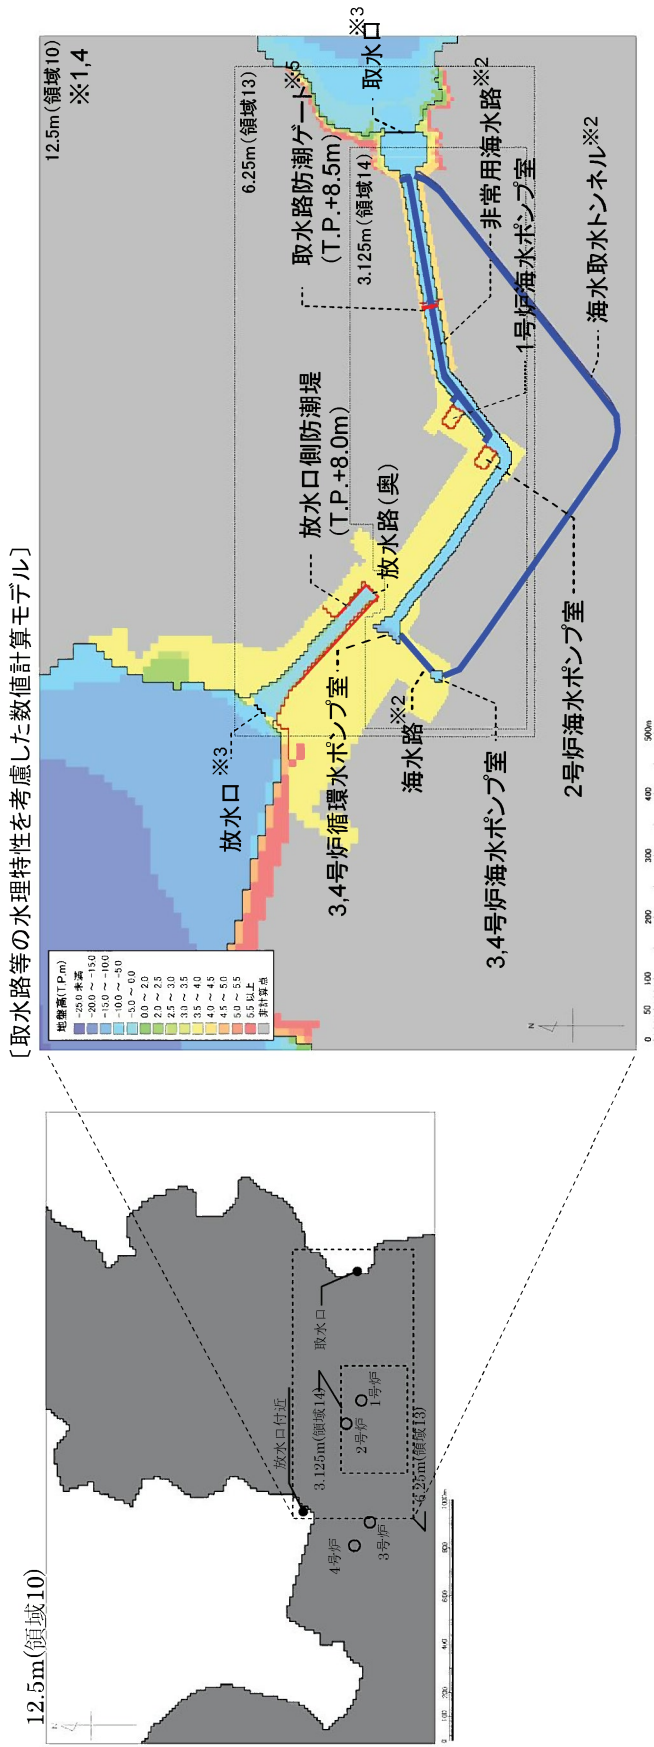 〔取水路等の水理特性を考慮した数値計算モデル〕
12.5m(領域10)
※1,4
6.25m(領域13)
3.125m(領域14)
取水口※3
取水路防潮ゲート※5
(T.P.+8.5m)
非常用海水路※2
1号炉海水ポンプ室
海水取水トンネル※2
放水口側防潮堤
(T.P.+8.0m)
放水路(奥)
放水口※3
3,4号炉循環水ポンプ室
海水路※2
3,4号炉海水ポンプ室
2号炉海水ポンプ室
地盤高(T.P.m)
-25.0 未満
-20.0 ～ -15.0
-15.0 ～ -10.0
-10.0 ～ -5.0
-5.0 ～ 0.0
0.0 ～ 2.0
2.0 ～ 2.5
2.5 ～ 3.0
3.0 ～ 3.5
3.5 ～ 4.0
4.0 ～ 4.5
4.5 ～ 5.0
5.0 ～ 5.5
5.5 以上
非計算点
N
0 50 100 200 300 400 500m
12.5m(領域10)
放水口付近
3.125m(領域14)
取水口
1号炉
2号炉
3号炉
4号炉
6.25m(領域13)
0 100 200 400 600 800 1000m